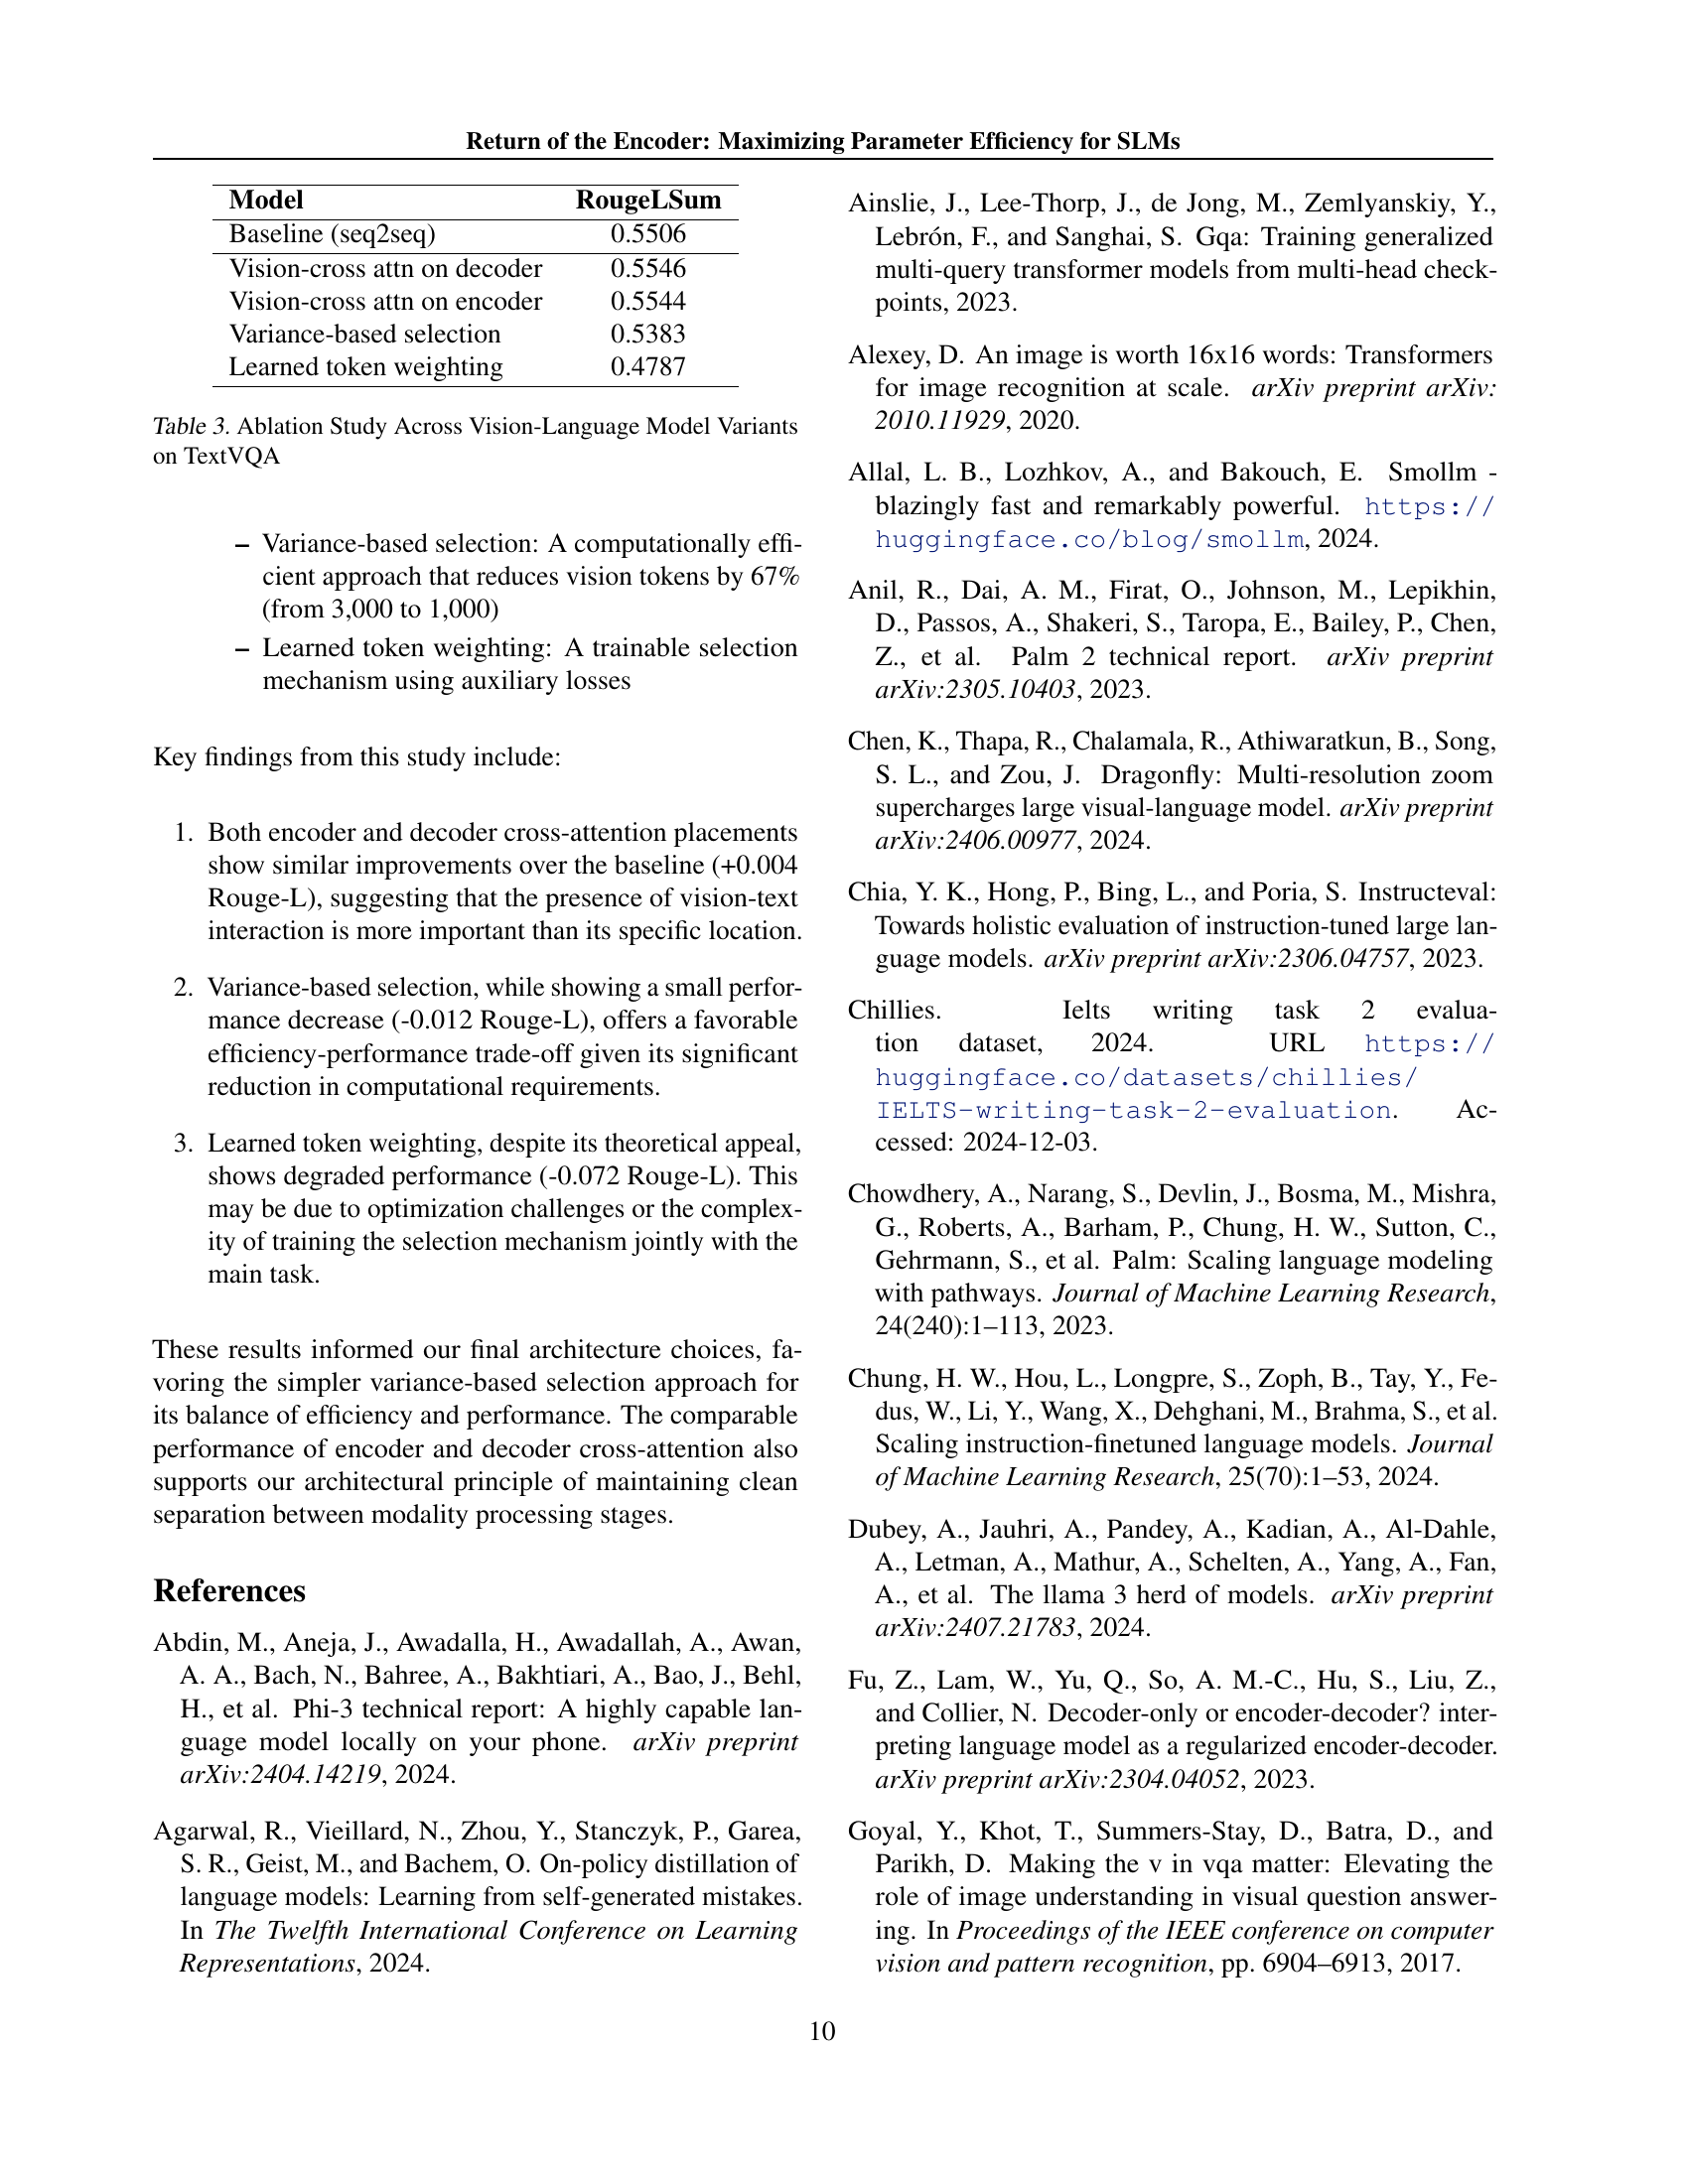 Return of the Encoder: Maximizing Parameter Efficiency for SLMs
Model RougeLSum
Baseline (seq2seq) 0.5506
Vision-cross attn on decoder 0.5546
Vision-cross attn on encoder 0.5544
Variance-based selection 0.5383
Learned token weighting 0.4787
Table 3. Ablation Study Across Vision-Language Model Variants
on TextVQA
– Variance-based selection: A computationally effi-
cient approach that reduces vision tokens by 67%
(from 3,000 to 1,000)
– Learned token weighting: A trainable selection
mechanism using auxiliary losses
Key findings from this study include:
1. Both encoder and decoder cross-attention placements
show similar improvements over the baseline (+0.004
Rouge-L), suggesting that the presence of vision-text
interaction is more important than its specific location.
2. Variance-based selection, while showing a small perfor-
mance decrease (-0.012 Rouge-L), offers a favorable
efficiency-performance trade-off given its significant
reduction in computational requirements.
3. Learned token weighting, despite its theoretical appeal,
shows degraded performance (-0.072 Rouge-L). This
may be due to optimization challenges or the complex-
ity of training the selection mechanism jointly with the
main task.
These results informed our final architecture choices, fa-
voring the simpler variance-based selection approach for
its balance of efficiency and performance. The comparable
performance of encoder and decoder cross-attention also
supports our architectural principle of maintaining clean
separation between modality processing stages.
References
Abdin, M., Aneja, J., Awadalla, H., Awadallah, A., Awan,
A. A., Bach, N., Bahree, A., Bakhtiari, A., Bao, J., Behl,
H., et al. Phi-3 technical report: A highly capable lan-
guage model locally on your phone. arXiv preprint
arXiv:2404.14219, 2024.
Agarwal, R., Vieillard, N., Zhou, Y., Stanczyk, P., Garea,
S. R., Geist, M., and Bachem, O. On-policy distillation of
language models: Learning from self-generated mistakes.
In The Twelfth International Conference on Learning
Representations, 2024.
Ainslie, J., Lee-Thorp, J., de Jong, M., Zemlyanskiy, Y.,
Lebrón, F., and Sanghai, S. Gqa: Training generalized
multi-query transformer models from multi-head check-
points, 2023.
Alexey, D. An image is worth 16x16 words: Transformers
for image recognition at scale. arXiv preprint arXiv:
2010.11929, 2020.
Allal, L. B., Lozhkov, A., and Bakouch, E. Smollm -
blazingly fast and remarkably powerful. https://
huggingface.co/blog/smollm, 2024.
Anil, R., Dai, A. M., Firat, O., Johnson, M., Lepikhin,
D., Passos, A., Shakeri, S., Taropa, E., Bailey, P., Chen,
Z., et al. Palm 2 technical report. arXiv preprint
arXiv:2305.10403, 2023.
Chen, K., Thapa, R., Chalamala, R., Athiwaratkun, B., Song,
S. L., and Zou, J. Dragonfly: Multi-resolution zoom
supercharges large visual-language model. arXiv preprint
arXiv:2406.00977, 2024.
Chia, Y. K., Hong, P., Bing, L., and Poria, S. Instructeval:
Towards holistic evaluation of instruction-tuned large lan-
guage models. arXiv preprint arXiv:2306.04757, 2023.
Chillies. Ielts writing task 2 evalua-
tion dataset, 2024. URL https://
huggingface.co/datasets/chillies/
IELTS-writing-task-2-evaluation. Ac-
cessed: 2024-12-03.
Chowdhery, A., Narang, S., Devlin, J., Bosma, M., Mishra,
G., Roberts, A., Barham, P., Chung, H. W., Sutton, C.,
Gehrmann, S., et al. Palm: Scaling language modeling
with pathways. Journal of Machine Learning Research,
24(240):1–113, 2023.
Chung, H. W., Hou, L., Longpre, S., Zoph, B., Tay, Y., Fe-
dus, W., Li, Y., Wang, X., Dehghani, M., Brahma, S., et al.
Scaling instruction-finetuned language models. Journal
of Machine Learning Research, 25(70):1–53, 2024.
Dubey, A., Jauhri, A., Pandey, A., Kadian, A., Al-Dahle,
A., Letman, A., Mathur, A., Schelten, A., Yang, A., Fan,
A., et al. The llama 3 herd of models. arXiv preprint
arXiv:2407.21783, 2024.
Fu, Z., Lam, W., Yu, Q., So, A. M.-C., Hu, S., Liu, Z.,
and Collier, N. Decoder-only or encoder-decoder? inter-
preting language model as a regularized encoder-decoder.
arXiv preprint arXiv:2304.04052, 2023.
Goyal, Y., Khot, T., Summers-Stay, D., Batra, D., and
Parikh, D. Making the v in vqa matter: Elevating the
role of image understanding in visual question answer-
ing. In Proceedings of the IEEE conference on computer
vision and pattern recognition, pp. 6904–6913, 2017.
10